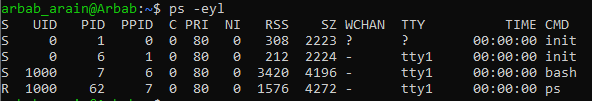 arbab_arain@Arbab:~$ ps -eyl
S   UID   PID  PPID  C PRI  NI   RSS    SZ WCHAN  TTY          TIME CMD
S     0     1     0  0  80   0   308  2223 ?      ?        00:00:00 init
S     0     6     1  0  80   0   212  2224 -      tty1     00:00:00 init
S  1000     7     6  0  80   0  3420  4196 -      tty1     00:00:00 bash
R  1000    62     7  0  80   0  1576  4272 -      tty1     00:00:00 ps